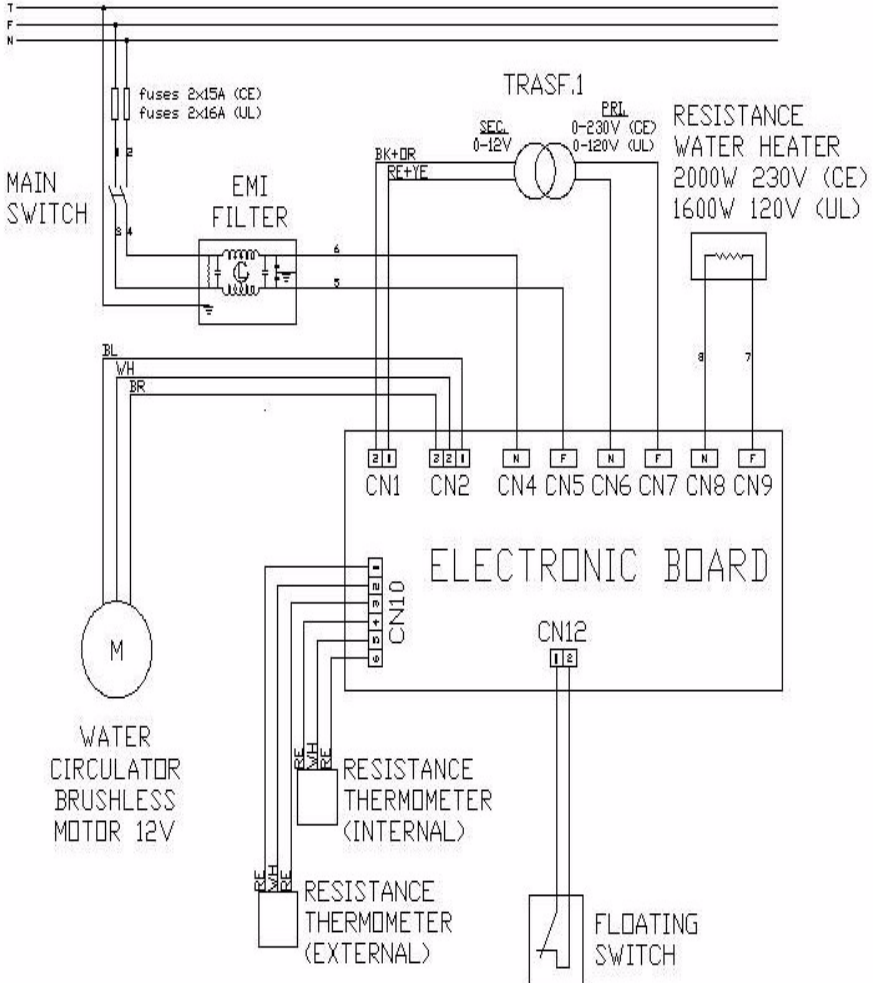 T
F
N
fuses 2x15A (CE)
fuses 2x16A (UL)
1 2
MAIN
SWITCH
3 4
EMI
FILTER
6
5
TRASF.1
SEC.
0-12V
PRI.
0-230V (CE)
0-120V (UL)
BK+OR
RE+YE
RESISTANCE
WATER HEATER
2000W 230V (CE)
1600W 120V (UL)
8
7
BL
WH
BR
2 1
3 2 1
N
F
N
F
N
F
CN1
CN2
CN4
CN5
CN6
CN7
CN8
CN9
ELECTRONIC BOARD
1
2
3
4
5
6
CN10
CN12
1 2
M
WATER
CIRCULATOR
BRUSHLESS
MOTOR 12V
RE
WH
RE
RESISTANCE
THERMOMETER
(INTERNAL)
RE
WH
RE
RESISTANCE
THERMOMETER
(EXTERNAL)
FLOATING
SWITCH